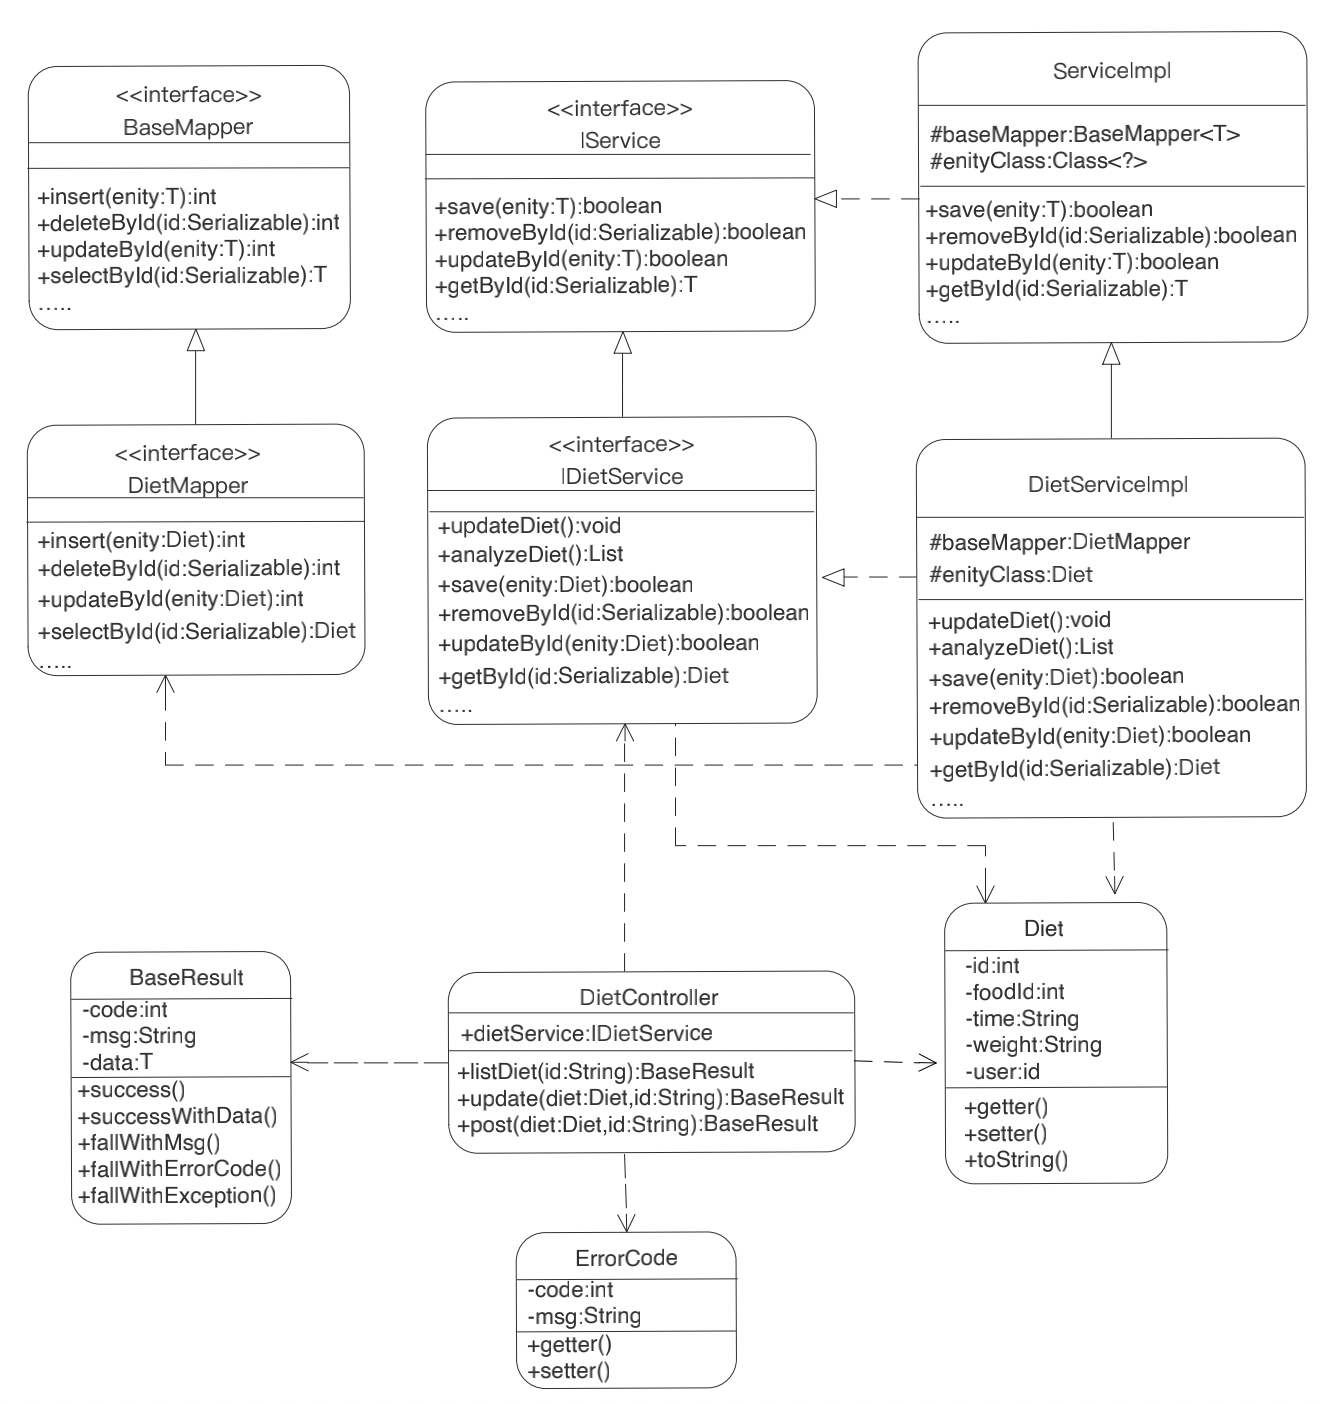 <<interface>>
BaseMapper
+insert(enity:T):int
+deleteById(id:Serializable):int
+updateById(enity:T):int
+selectById(id:Serializable):T
.....
<<interface>>
IService
+save(enity:T):boolean
+removeById(id:Serializable):boolean
+updateById(enity:T):boolean
+getById(id:Serializable):T
.....
ServiceImpl
#baseMapper:BaseMapper<T>
#enityClass:Class<?>
+save(enity:T):boolean
+removeById(id:Serializable):boolean
+updateById(enity:T):boolean
+getById(id:Serializable):T
.....
<<interface>>
DietMapper
+insert(enity:Diet):int
+deleteById(id:Serializable):int
+updateById(enity:Diet):int
+selectById(id:Serializable):Diet
.....
<<interface>>
IDietService
+updateDiet():void
+analyzeDiet():List
+save(enity:Diet):boolean
+removeById(id:Serializable):boolean
+updateById(enity:Diet):boolean
+getById(id:Serializable):Diet
.....
DietServiceImpl
#baseMapper:DietMapper
#enityClass:Diet
+updateDiet():void
+analyzeDiet():List
+save(enity:Diet):boolean
+removeById(id:Serializable):boolean
+updateById(enity:Diet):boolean
+getById(id:Serializable):Diet
.....
BaseResult
-code:int
-msg:String
-data:T
+success()
+successWithData()
+fallWithMsg()
+fallWithErrorCode()
+fallWithException()
DietController
+dietService:IDietService
+listDiet(id:String):BaseResult
+update(diet:Diet,id:String):BaseResult
+post(diet:Diet,id:String):BaseResult
Diet
-id:int
-foodId:int
-time:String
-weight:String
-user:id
+getter()
+setter()
+toString()
ErrorCode
-code:int
-msg:String
+getter()
+setter()